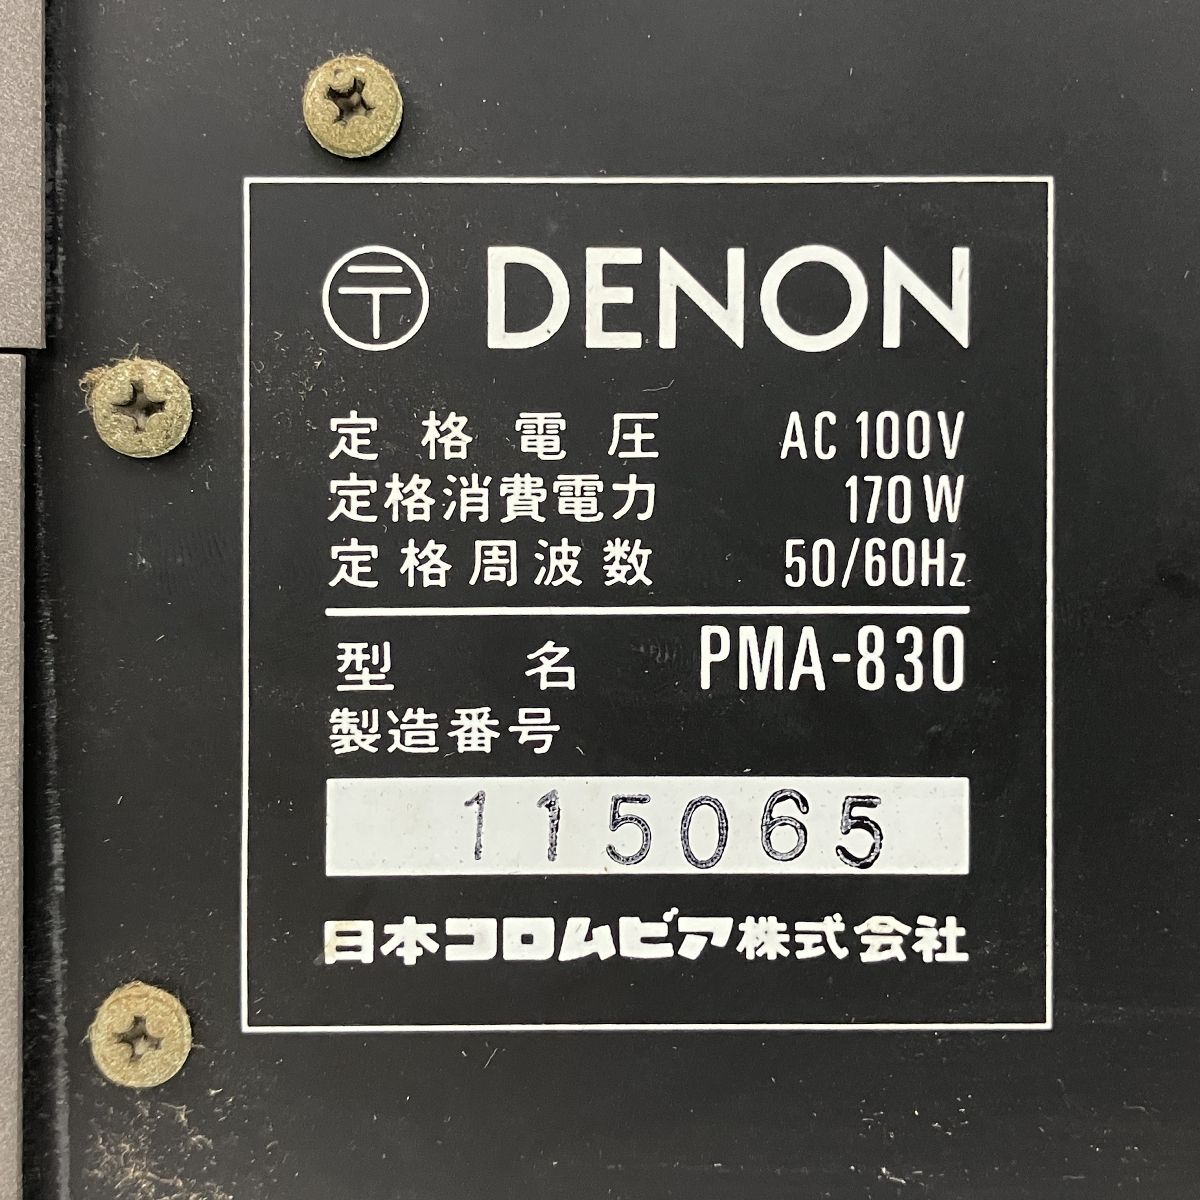 〶 DENON
定格電圧 AC 100V
定格消費電力 170W
定格周波数 50/60Hz
型名 PMA-830
製造番号
115065
日本コロムビア株式会社